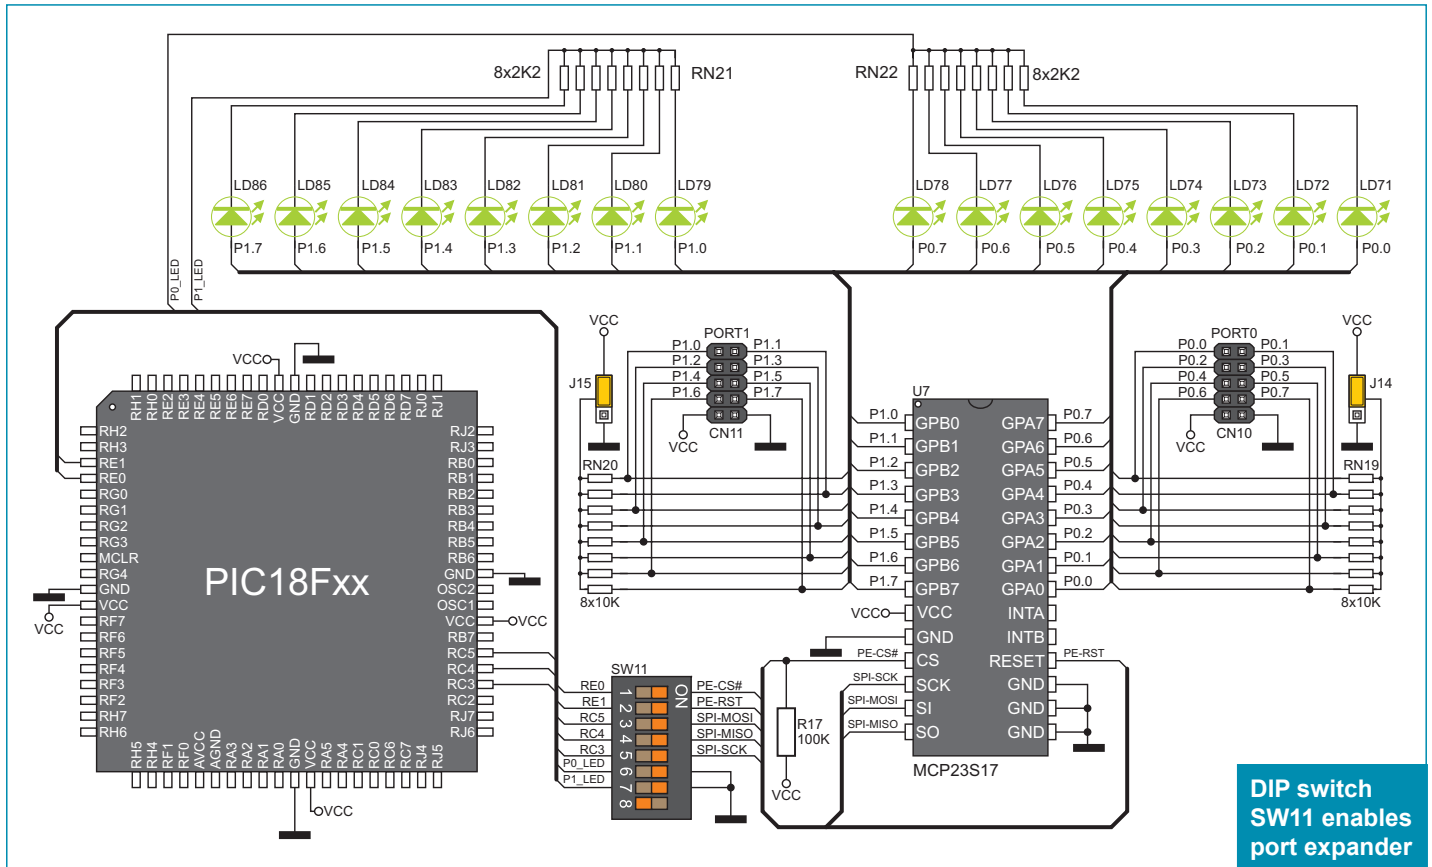 8x2K2
RN21
RN22
8x2K2
LD86
LD85
LD84
LD83
LD82
LD81
LD80
LD79
LD78
LD77
LD76
LD75
LD74
LD73
LD72
LD71
P1.7
P1.6
P1.5
P1.4
P1.3
P1.2
P1.1
P1.0
P0.7
P0.6
P0.5
P0.4
P0.3
P0.2
P0.1
P0.0
P0_LED
P1_LED
VCC
RH1
RH0
RE2
RE3
RE4
RE5
RE6
RE7
RD0
VCC
GND
RD1
RD2
RD3
RD4
RD5
RD6
RD7
RJ0
RJ1
RH2
RH3
RE1
RE0
RG0
RG1
RG2
RG3
MCLR
RG4
GND
VCC
RF7
RF6
RF5
RF4
RF3
RF2
RH7
RH6
VCC
PIC18Fxx
RJ2
RJ3
RB0
RB1
RB2
RB3
RB4
RB5
RB6
GND
OSC2
OSC1
VCC
RB7
RC5
RC4
RC3
RC2
RJ7
RJ6
VCC
RH5
RH4
RF1
RF0
AVCC
AGND
RA3
RA2
RA1
RA0
GND
VCC
RA5
RA4
RC1
RC0
RC6
RC7
RJ4
RJ5
VCC
VCC
J15
PORT1
P1.0
P1.1
P1.2
P1.3
P1.4
P1.5
P1.6
P1.7
VCC
CN11
RN20
8x10K
PORT0
P0.0
P0.1
P0.2
P0.3
P0.4
P0.5
P0.6
P0.7
VCC
CN10
VCC
J14
RN19
8x10K
U7
P1.0
GPB0
GPA7
P0.7
P1.1
GPB1
GPA6
P0.6
P1.2
GPB2
GPA5
P0.5
P1.3
GPB3
GPA4
P0.4
P1.4
GPB4
GPA3
P0.3
P1.5
GPB5
GPA2
P0.2
P1.6
GPB6
GPA1
P0.1
P1.7
GPB7
GPA0
P0.0
VCC
VCC
INTA
GND
INTB
PE-CS#
CS
RESET
PE-RST
SPI-SCK
SCK
GND
SPI-MOSI
SI
GND
SPI-MISO
SO
GND
MCP23S17
SW11
ON
RE0
1
PE-CS#
RE1
2
PE-RST
RC5
3
SPI-MOSI
RC4
4
SPI-MISO
RC3
5
SPI-SCK
P0_LED
6
P1_LED
7
8
R17
100K
VCC
DIP switch
SW11 enables
port expander